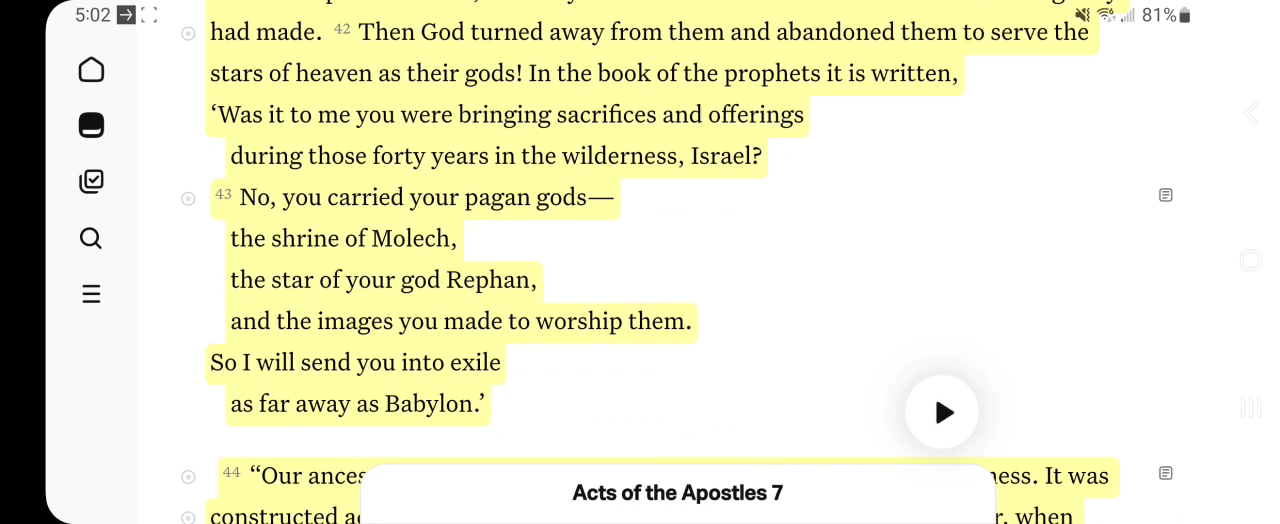 5:02
81%
had made. 42 Then God turned away from them and abandoned them to serve the
stars of heaven as their gods! In the book of the prophets it is written,
‘Was it to me you were bringing sacrifices and offerings
during those forty years in the wilderness, Israel?
43 No, you carried your pagan gods—
the shrine of Molech,
the star of your god Rephan,
and the images you made to worship them.
So I will send you into exile
as far away as Babylon.’
44 “Our ness. It was
constructed when
Acts of the Apostles 7